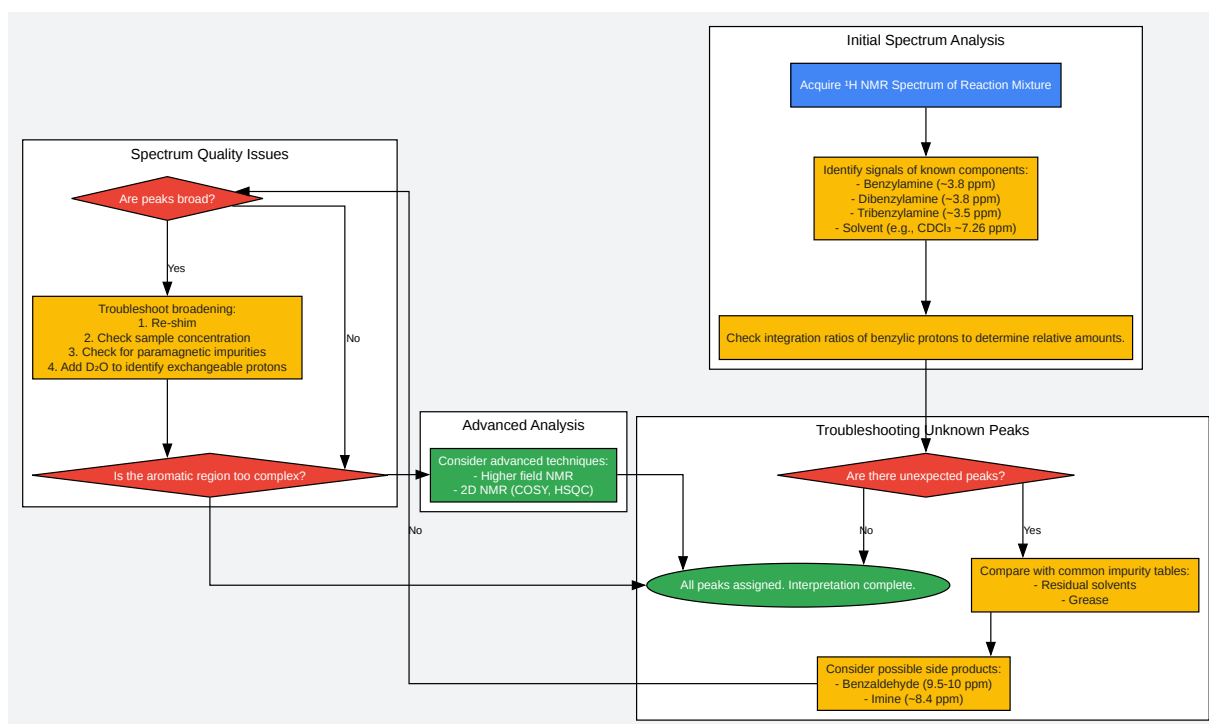 Initial Spectrum Analysis
Acquire ¹H NMR Spectrum of Reaction Mixture
Identify signals of known components:
- Benzylamine (~3.8 ppm)
- Dibenzylamine (~3.8 ppm)
- Tribenzylamine (~3.5 ppm)
- Solvent (e.g., CDCl₃ ~7.26 ppm)
Check integration ratios of benzylic protons to determine relative amounts.
Troubleshooting Unknown Peaks
Are there unexpected peaks?
No
Yes
All peaks assigned. Interpretation complete.
Compare with common impurity tables:
- Residual solvents
- Grease
Consider possible side products:
- Benzaldehyde (9.5-10 ppm)
- Imine (~8.4 ppm)
Spectrum Quality Issues
Are peaks broad?
Yes
No
Troubleshoot broadening:
1. Re-shim
2. Check sample concentration
3. Check for paramagnetic impurities
4. Add D₂O to identify exchangeable protons
Is the aromatic region too complex?
No
Advanced Analysis
Consider advanced techniques:
- Higher field NMR
- 2D NMR (COSY, HSQC)